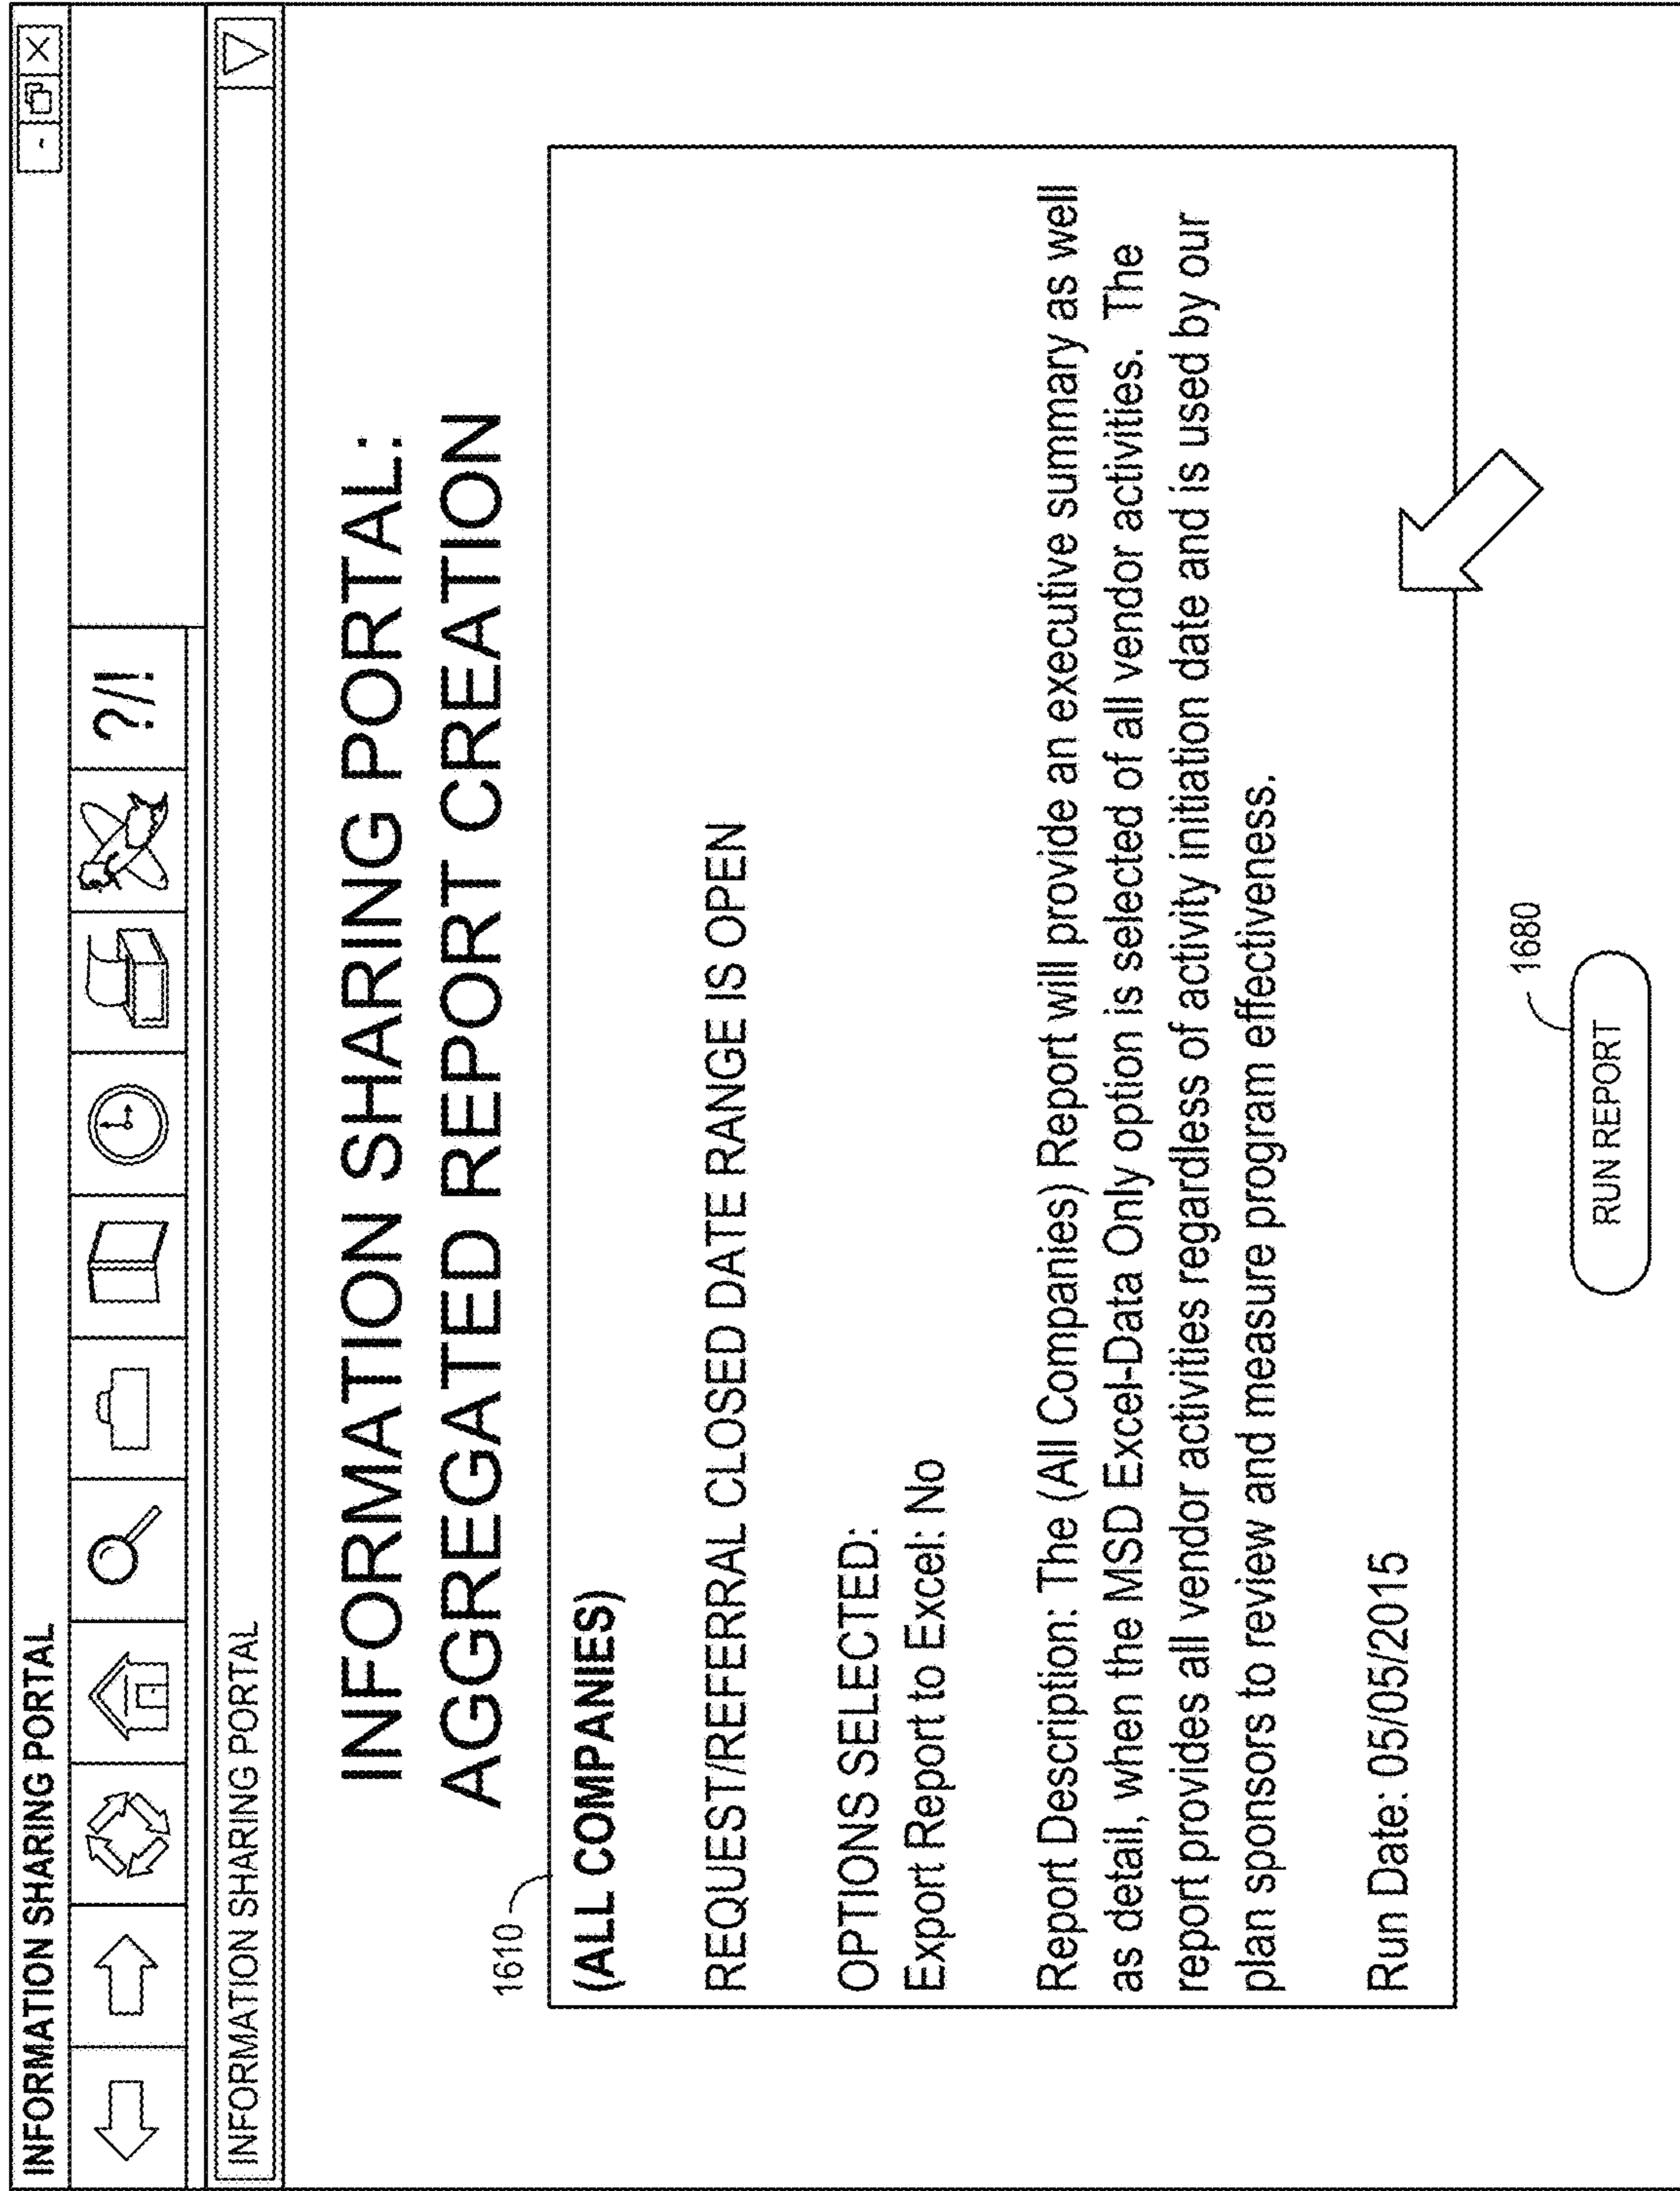 INFORMATION SHARING PORTAL
- X
?/!
INFORMATION SHARING PORTAL
INFORMATION SHARING PORTAL:
AGGREGATED REPORT CREATION
1610
(ALL COMPANIES)
REQUEST/REFERRAL CLOSED DATE RANGE IS OPEN
OPTIONS SELECTED:
Export Report to Excel: No
Report Description: The (All Companies) Report will provide an executive summary as well
as detail, when the MSD Excel-Data Only option is selected of all vendor activities. The
report provides all vendor activities regardless of activity initiation date and is used by our
plan sponsors to review and measure program effectiveness.
Run Date: 05/05/2015
1680
RUN REPORT